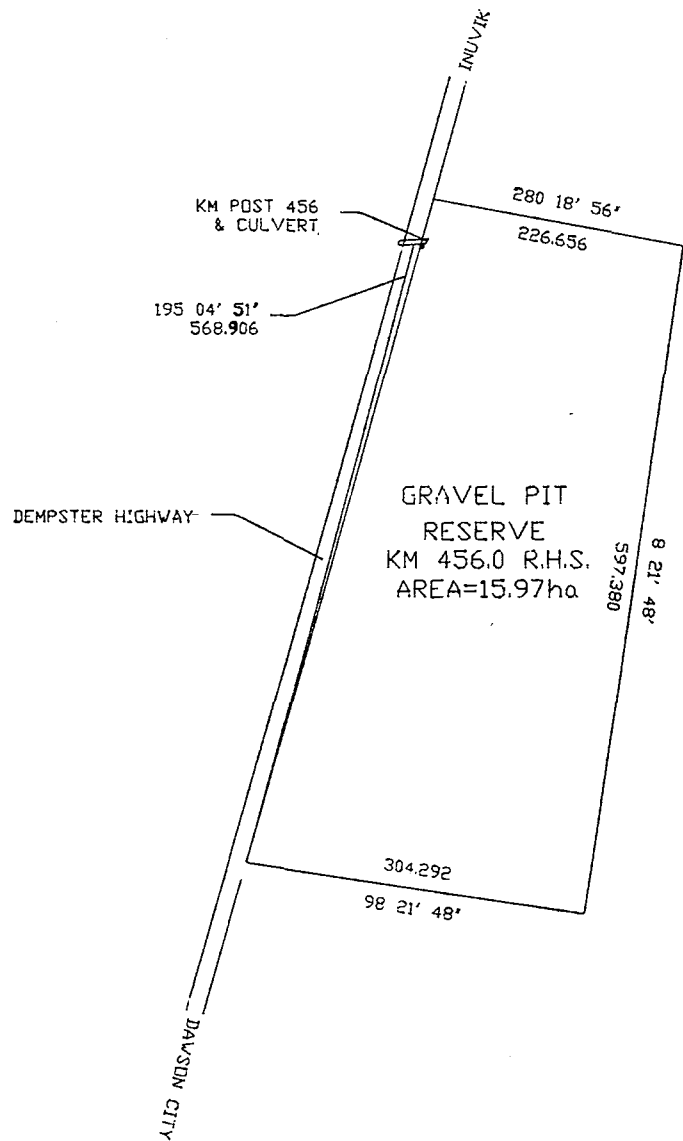 INUVIK
280 18' 56"
226.656
KM POST 456
& CULVERT
195 04' 51"
568.906
DEMPSTER HIGHWAY
GRAVEL PIT
RESERVE
KM 456.0 R.H.S.
AREA=15.97ha
8 21' 48"
597.380
304.292
98 21' 48"
DAWSON CITY